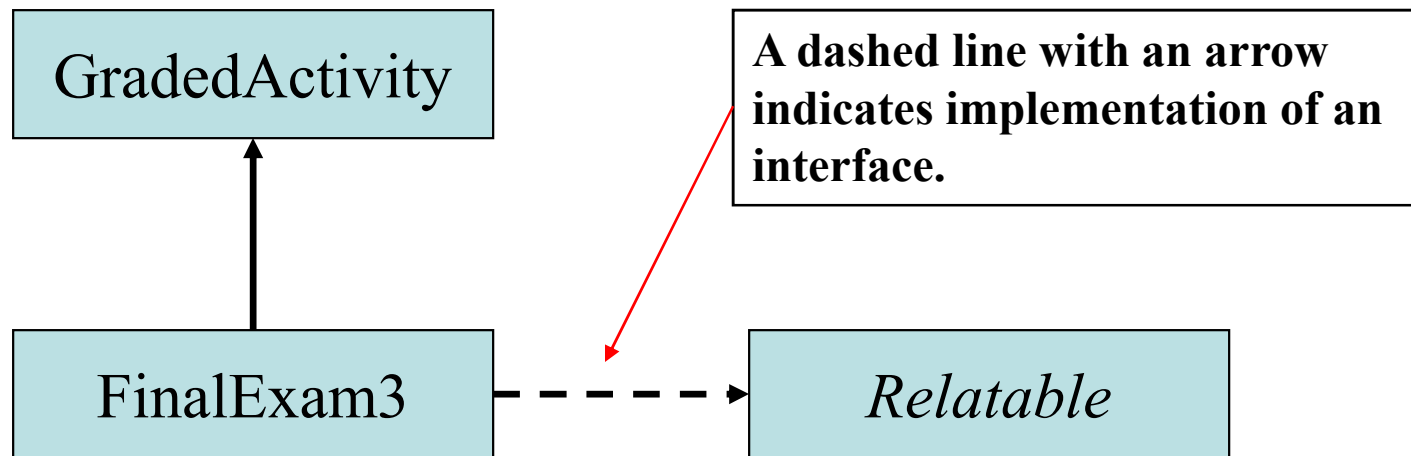 GradedActivity
A dashed line with an arrow
indicates implementation of an
interface.
FinalExam3
Relatable